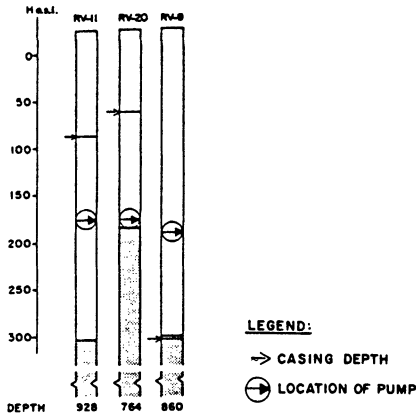 M a.s.l.
RV-11 RV-20 RV-9
0
50
100
150
200
250
300
LEGEND:
CASING DEPTH
LOCATION OF PUMP
DEPTH 928 764 860